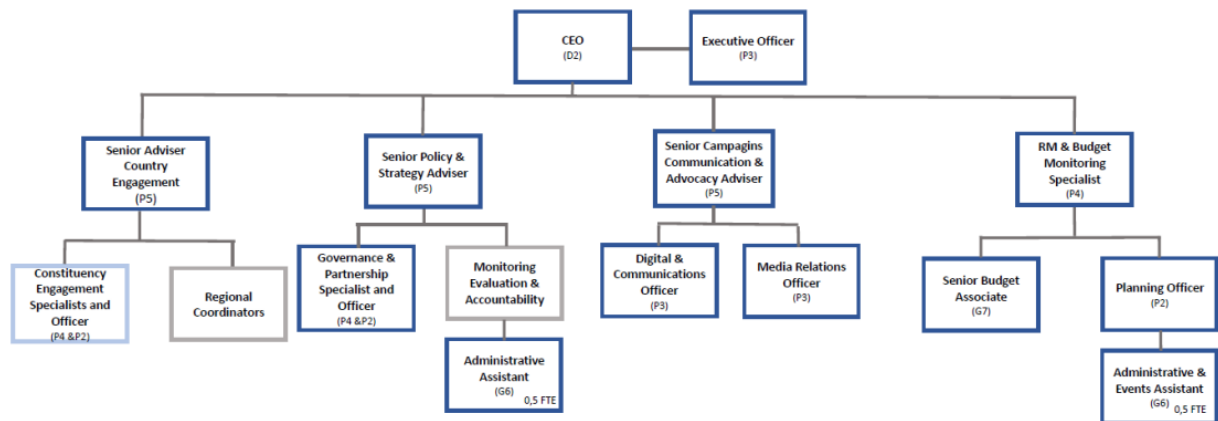 CEO
(D2)
Executive Officer
(P3)
Senior Adviser
Country
Engagement
(P5)
Senior Policy &
Strategy Adviser
(P5)
Senior Campagins
Communication &
Advocacy Adviser
(P5)
RM & Budget
Monitoring
Specialist
(P4)
Constituency
Engagement
Specialists and
Officer
(P4 &P2)
Regional
Coordinators
Governance &
Partnership
Specialist and
Officer
(P4 &P2)
Monitoring
Evaluation &
Accountability
Digital &
Communications
Officer
(P3)
Media Relations
Officer
(P3)
Senior Budget
Associate
(G7)
Planning Officer
(P2)
Administrative
Assistant
(G6)
0,5 FTE
Administrative &
Events Assistant
(G6)
0,5 FTE